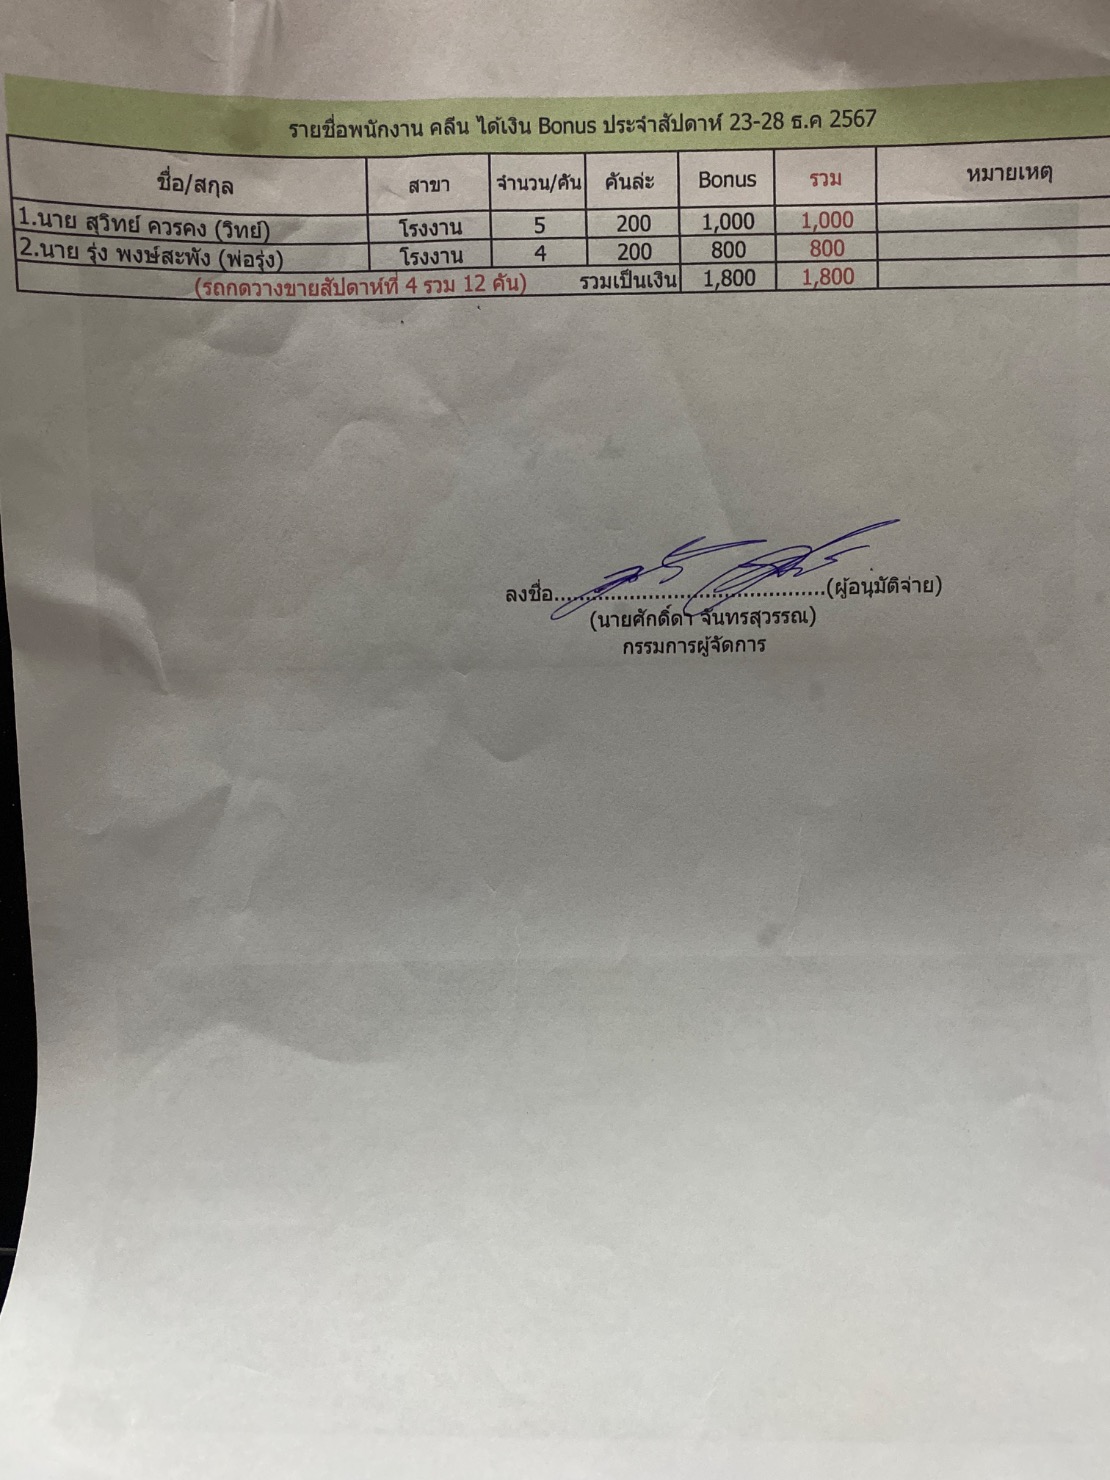 รายชื่อพนักงาน คลีน ได้เงิน Bonus ประจำสัปดาห์ 23-28 ธ.ค 2567
ชื่อ/สกุล สาขา จำนวน/คัน คันล่ะ Bonus รวม หมายเหตุ
1.นาย สุวิทย์ ควรคง (วิทย์) โรงงาน 5 200 1,000 1,000
2.นาย รุ่ง พงษ์สะพัง (พ่อรุ่ง) โรงงาน 4 200 800 800
(รถกดวางขายสัปดาห์ที่ 4 รวม 12 คัน) รวมเป็นเงิน 1,800 1,800
ลงชื่อ..................................................(ผู้อนุมัติจ่าย)
(นายศักดิ์ดา จันทรสุวรรณ)
กรรมการผู้จัดการ